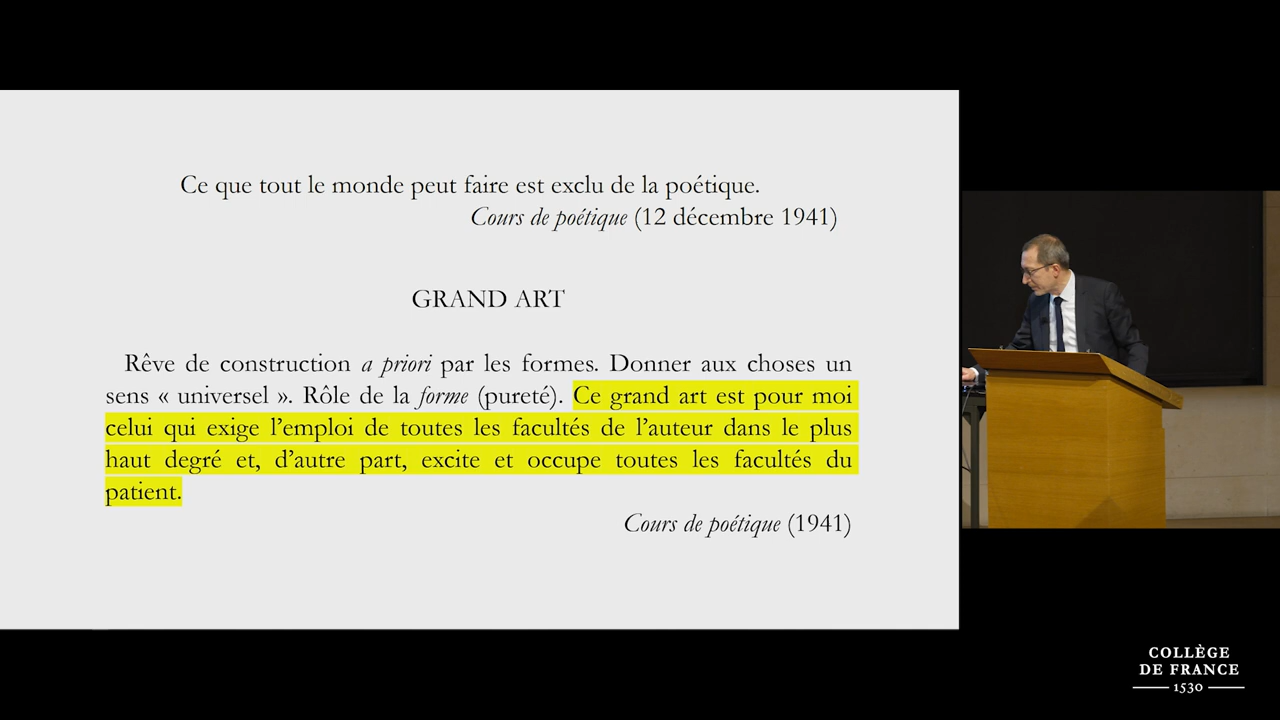 Ce que tout le monde peut faire est exclu de la poétique.
Cours de poétique (12 décembre 1941)
GRAND ART
Rêve de construction a priori par les formes. Donner aux choses un
sens « universel ». Rôle de la forme (pureté). Ce grand art est pour moi
celui qui exige l’emploi de toutes les facultés de l’auteur dans le plus
haut degré et, d’autre part, excite et occupe toutes les facultés du
patient.
Cours de poétique (1941)
COLLÈGE
DE FRANCE
1530